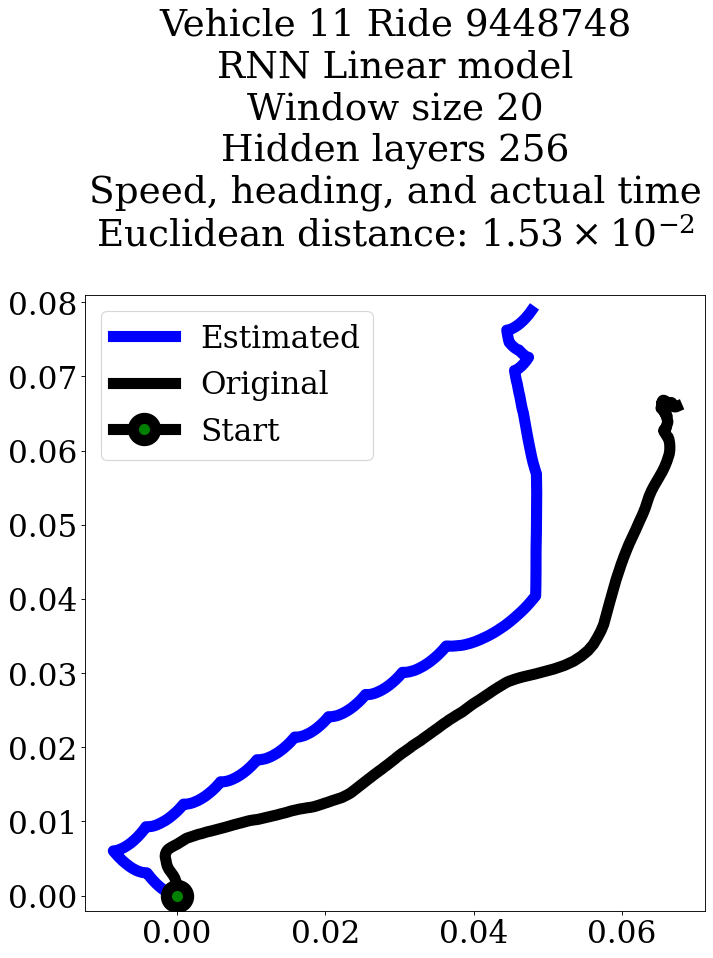 Vehicle 11 Ride 9448748
RNN Linear model
Window size 20
Hidden layers 256
Speed, heading, and actual time
Euclidean distance: 1.53 × 10⁻²
0.08
0.07
0.06
0.05
0.04
0.03
0.02
0.01
0.00
Estimated
Original
Start
0.00 0.02 0.04 0.06